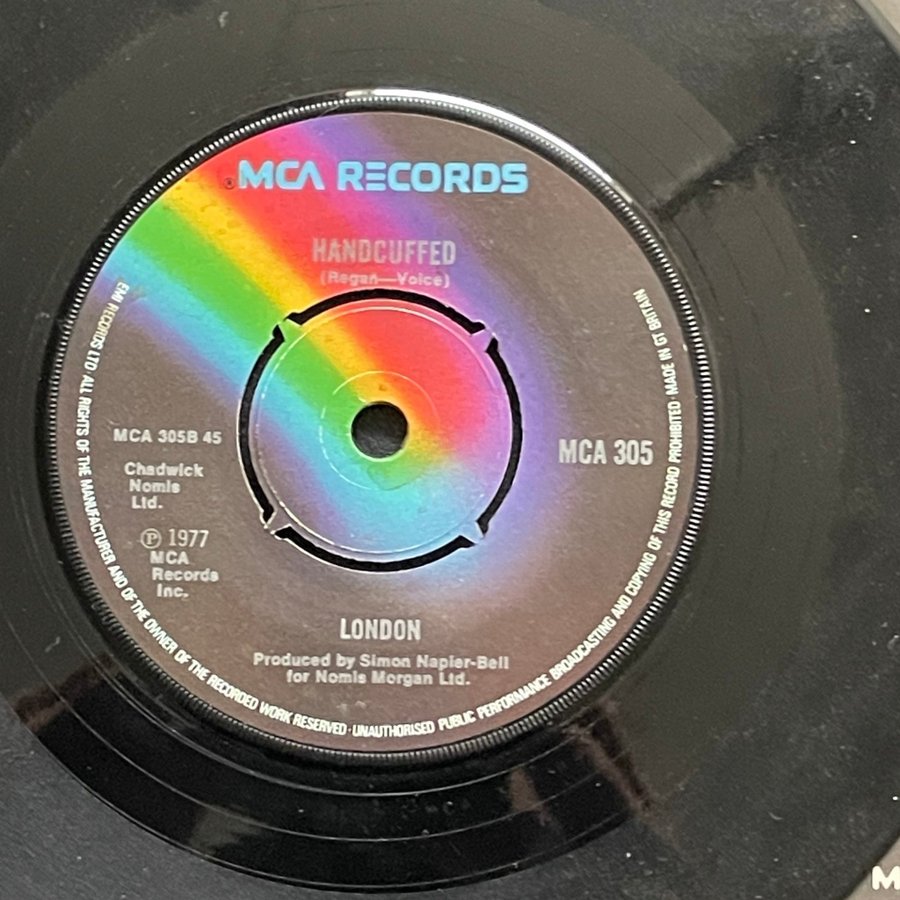 ®MCA RECORDS
HANDCUFFED
(Regan—Voice)
MCA 305B 45
Chadwick
Nomis
Ltd.
℗ 1977
MCA
Records
Inc.
MCA 305
LONDON
Produced by Simon Napier-Bell
for Nomis Morgan Ltd.
EMI RECORDS LTD ALL RIGHTS OF THE MANUFACTURER AND OF THE OWNER OF THE RECORDED WORK RESERVED · UNAUTHORISED PUBLIC PERFORMANCE BROADCASTING AND COPYING OF THIS RECORD PROHIBITED · MADE IN GT BRITAIN